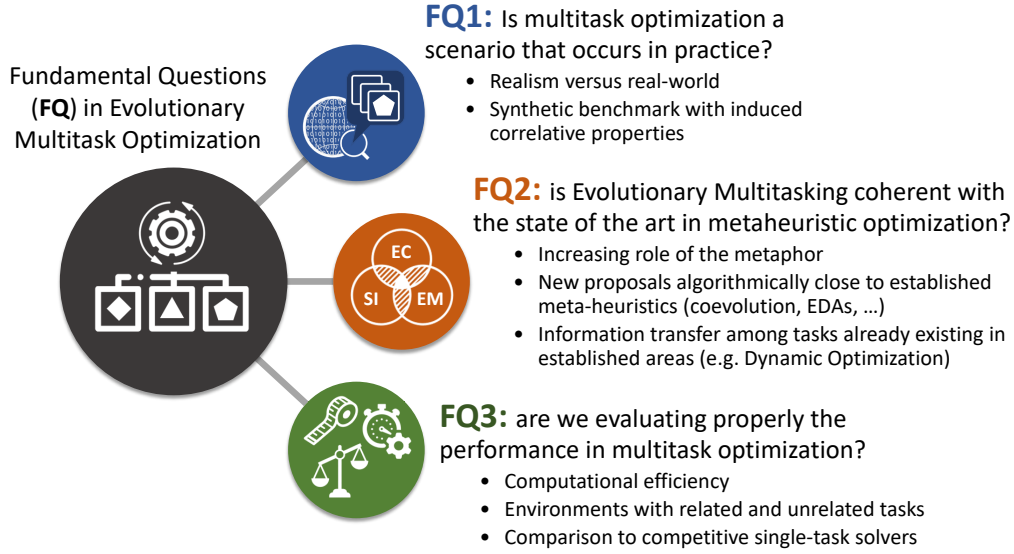 Fundamental Questions
(FQ) in Evolutionary
Multitask Optimization
FQ1: Is multitask optimization a
scenario that occurs in practice?
• Realism versus real-world
• Synthetic benchmark with induced
correlative properties
EC
SI
EM
FQ2: is Evolutionary Multitasking coherent with
the state of the art in metaheuristic optimization?
• Increasing role of the metaphor
• New proposals algorithmically close to established
meta-heuristics (coevolution, EDAs, …)
• Information transfer among tasks already existing in
established areas (e.g. Dynamic Optimization)
FQ3: are we evaluating properly the
performance in multitask optimization?
• Computational efficiency
• Environments with related and unrelated tasks
• Comparison to competitive single-task solvers